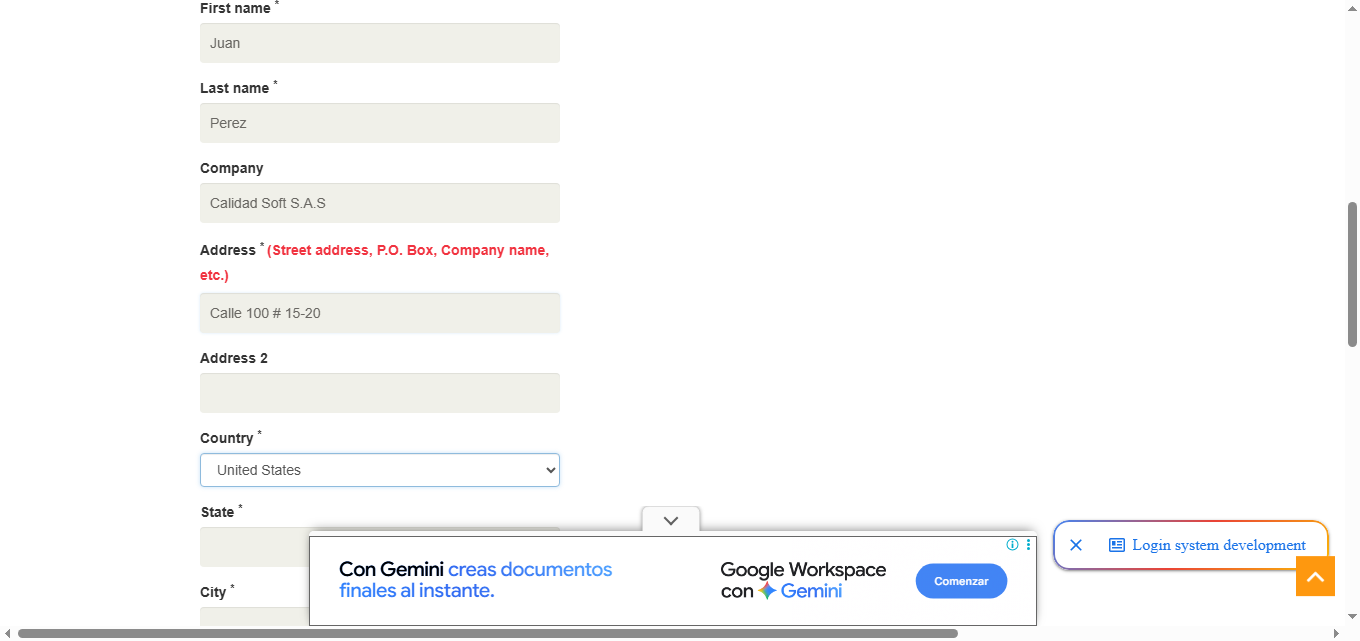 First name *
Juan
Last name *
Perez
Company
Calidad Soft S.A.S
Address * (Street address, P.O. Box, Company name,
etc.)
Calle 100 # 15-20
Address 2
Country *
United States
State *
City *
Con Gemini creas documentos
finales al instante.
Google Workspace
con Gemini
Comenzar
Login system development